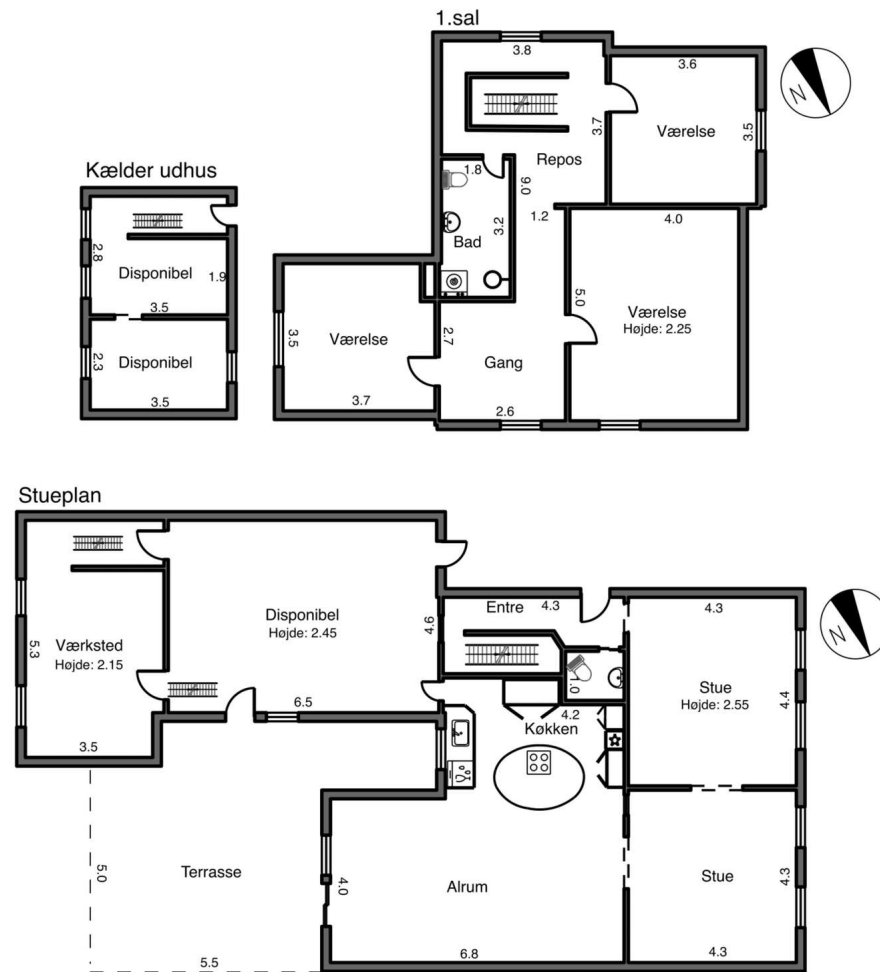 1.sal
3.8
3.6
N
Værelse
3.5
3.7
Repos
Kælder udhus
1.8
9.0
3.2
1.2
4.0
Bad
2.8
Disponibel
1.9
3.5
Værelse
Højde: 2.25
5.0
3.5
Værelse
2.7
Gang
2.3
Disponibel
3.5
3.7
2.6
Stueplan
Entre
4.3
4.3
N
Disponibel
Højde: 2.45
4.6
5.3
Værksted
Højde: 2.15
6.5
1.0
Stue
Højde: 2.55
4.4
4.2
Køkken
3.5
5.0
Terrasse
4.0
Alrum
Stue
4.3
6.8
4.3
5.5